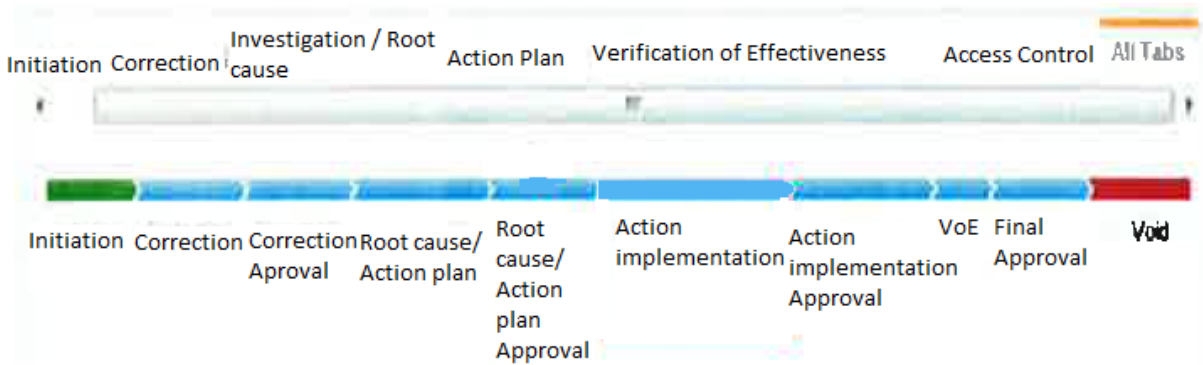 Initiation Correction Investigation / Root cause Action Plan Verification of Effectiveness Access Control All Tabs
Initiation
Correction
Correction
Aproval
Root cause/
Action plan
Root
cause/
Action
plan
Approval
Action
implementation
Action
implementation
Approval
VoE
Final
Approval
Void